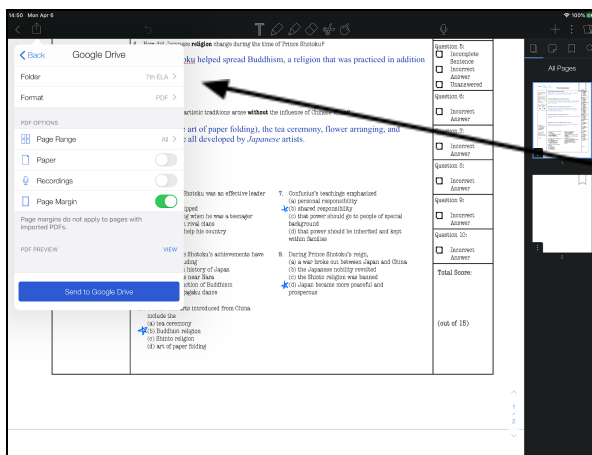 14:50 Mon Apr 6
100%
Back
Google Drive
Folder
7th ELA
Format
PDF
PDF OPTIONS
Page Range
All
Paper
Recordings
Page Margin
Page margins do not apply to pages with
imported PDFs.
PDF PREVIEW
VIEW
Send to Google Drive
religion change during the time of Prince Shotoku?
helped spread Buddhism, a religion that was practiced in addition
artistic traditions arose without the influence of
art of paper folding), the tea ceremony, flower arranging, and
all developed by Japanese artists.
Shotoku was an effective leader
when he was a teenager
rival clans
help his country
Shotoku's achievements have
history of Japan
near Nara
of Buddhism
dance
introduced from China
include the
(a) tea ceremony
(b) Buddhist religion
(c) Shinto religion
(d) art of paper folding
7. Confucius's teachings emphasized
(a) personal responsibility
(b) shared responsibility
(c) that power should go to people of special
background
(d) that power should be inherited and kept
within families
9. During Prince Shotoku's reign,
(a) a war broke out between Japan and China
(b) the Japanese nobility revolted
(c) the Shinto religion was banned
(d) Japan became more peaceful and
prosperous
Question 5:
Incomplete
Sentence
Incorrect
Answer
Unanswered
Question 6:
Incorrect
Answer
Question 7:
Incorrect
Answer
Question 8:
Incorrect
Answer
Question 9:
Incorrect
Answer
Question 10:
Incorrect
Answer
Total Score:
(out of 15)
All Pages
1
2
1
2